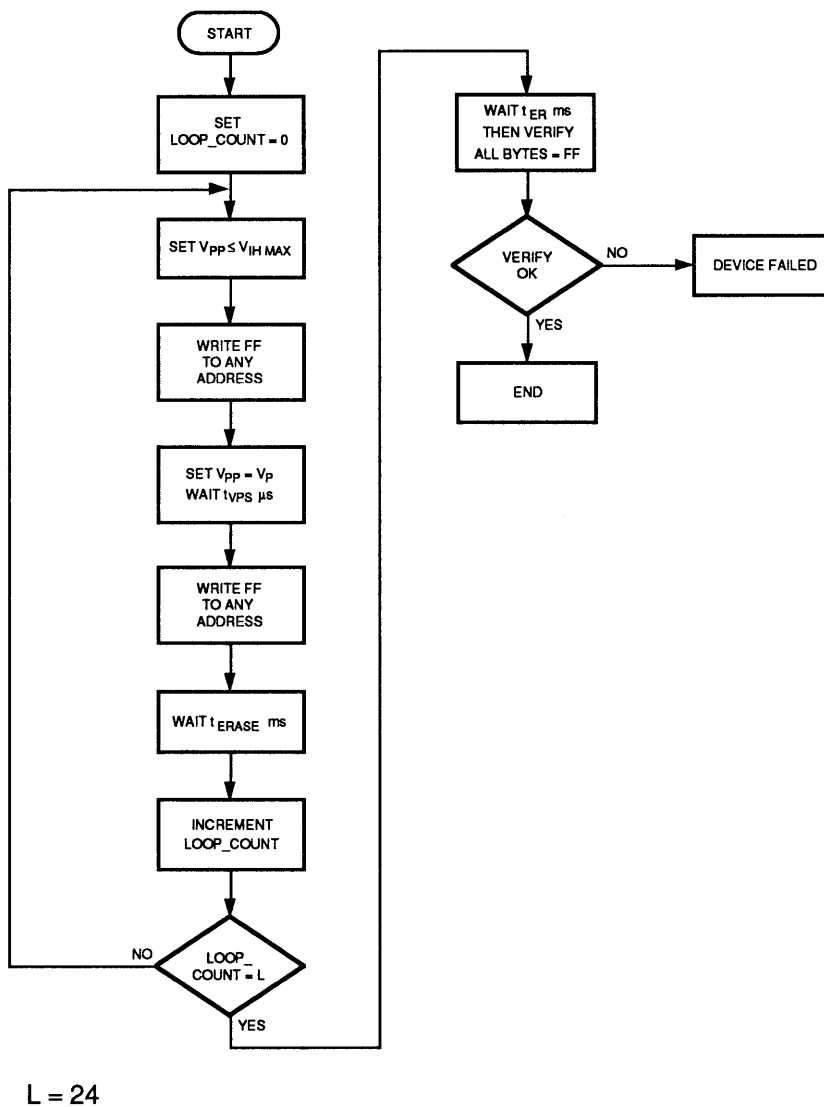 START
SET
LOOP_COUNT = 0
SET VPP ≤ VIH MAX
WRITE FF
TO ANY
ADDRESS
SET VPP = VP
WAIT tVPS µs
WRITE FF
TO ANY
ADDRESS
WAIT tERASE ms
INCREMENT
LOOP_COUNT
LOOP_
COUNT = L
NO
YES
WAIT tER ms
THEN VERIFY
ALL BYTES = FF
VERIFY
OK
NO
DEVICE FAILED
YES
END
L = 24